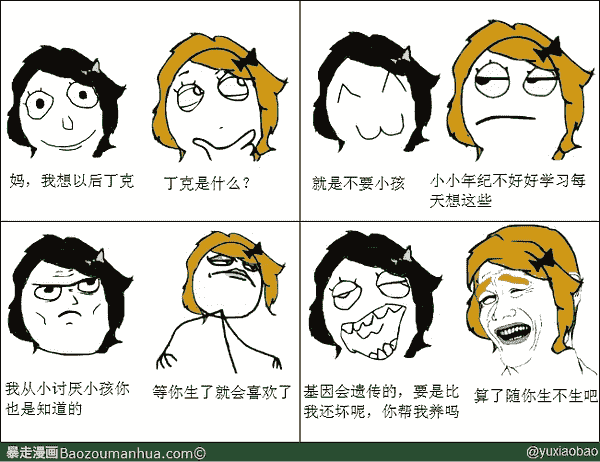 妈，我想以后丁克
丁克是什么？
就是不要小孩
小小年纪不好好学习每
天想这些
我从小讨厌小孩你
也是知道的
等你生了就会喜欢了
基因会遗传的，要是比
我还坏呢，你帮我养吗
算了随你生不生吧
暴走漫画Baozoumanhua.com©
@yuxiaobao